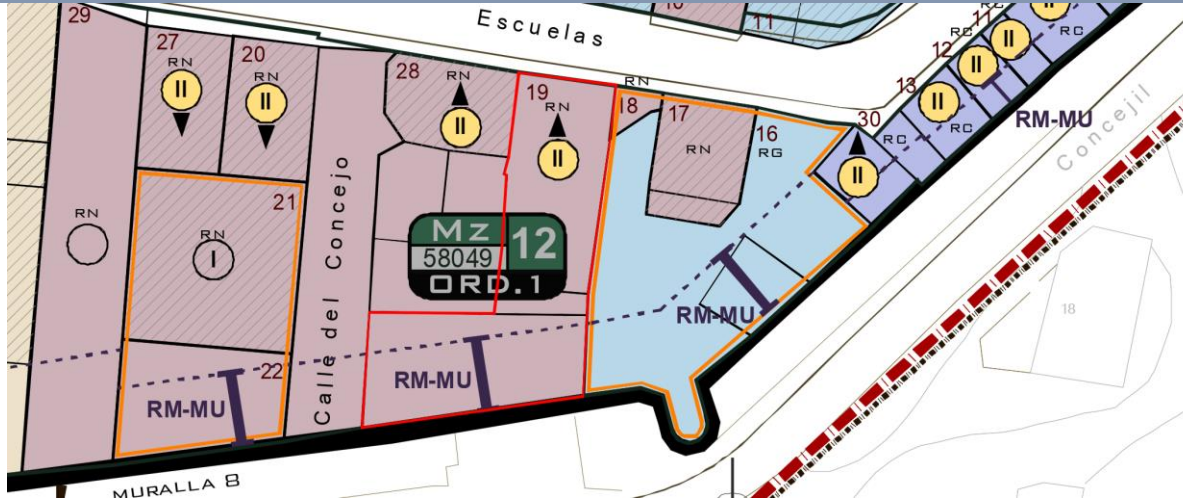 29
27
RN
II
20
RN
II
28
RN
II
Escuelas
10
11
19
RN
II
RN
18
17
RN
16
RG
30
II
13
II
RC
12
II
RC
11
II
RC
II
RC
RM-MU
Concejil
RN
21
RN
I
22
RM-MU
Calle del Concejo
Mz
58049
12
ORD.1
RM-MU
RM-MU
18
MURALLA 8